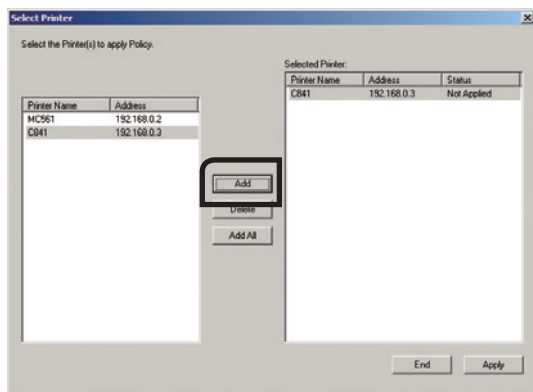 Select Printer
Select the Printer(s) to apply Policy.
Selected Printer:
Printer Name Address Status
C841 192.168.0.3 Not Applied
Printer Name Address
MC561 192.168.0.2
C841 192.168.0.3
Add
Delete
Add All
End Apply